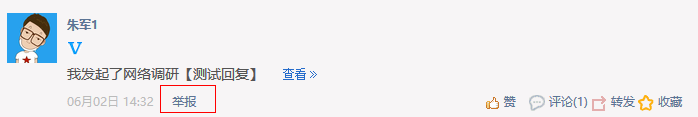 朱军1
V
我发起了网络调研【测试回复】 查看»
06月02日 14:32 举报 赞 评论(1) 转发 收藏